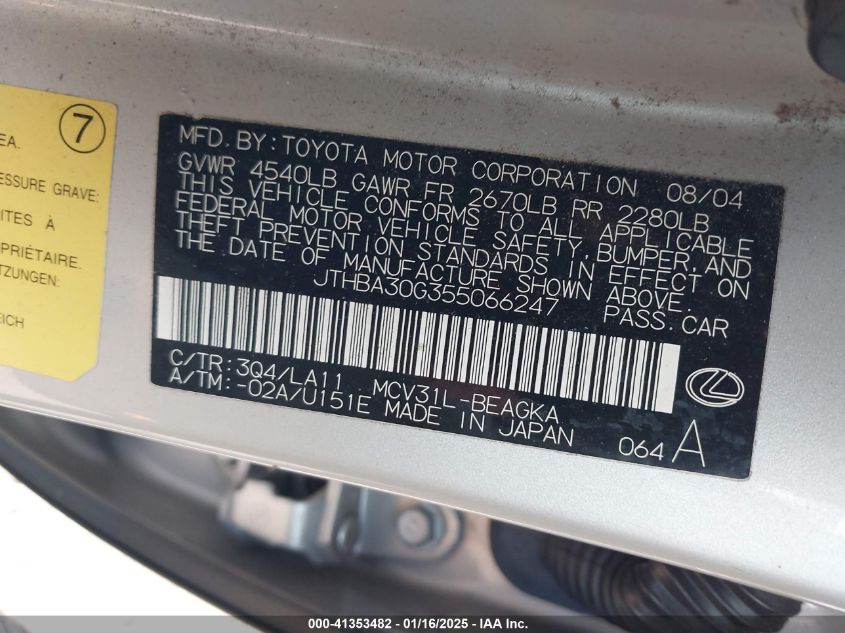 7
EA.
ESSURE GRAVE:
ITES À
OPRIÉTAIRE.
TZUNGEN:
EICH
MFD. BY: TOYOTA MOTOR CORPORATION 08/04
GVWR 4540LB GAWR FR 2670LB RR 2280LB
THIS VEHICLE CONFORMS TO ALL APPLICABLE
FEDERAL MOTOR VEHICLE SAFETY, BUMPER, AND
THEFT PREVENTION STANDARDS IN EFFECT ON
THE DATE OF MANUFACTURE SHOWN ABOVE.
JTHBA30G355066247 PASS. CAR
C/TR: 3Q4/LA11 MCV31L-BEAGKA
A/TM: -02A/U151E MADE IN JAPAN
064 A
000-41353482 - 01/16/2025 - IAA Inc.